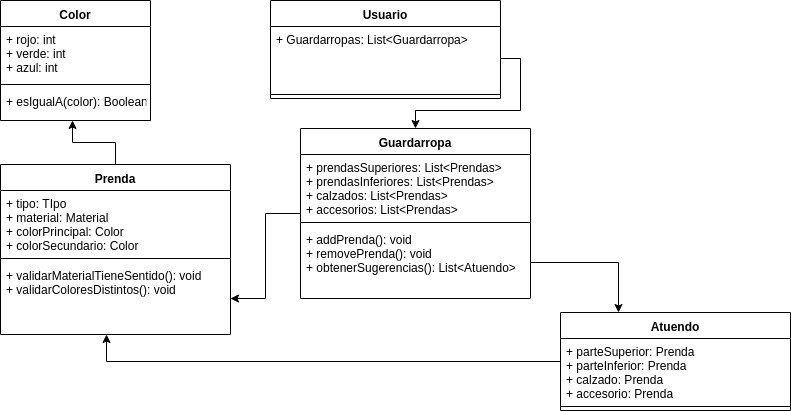 Color
+ rojo: int
+ verde: int
+ azul: int
+ esIgualA(color): Boolean
Usuario
+ Guardarropas: List<Guardarropa>
Guardarropa
+ prendasSuperiores: List<Prendas>
+ prendasInferiores: List<Prendas>
+ calzados: List<Prendas>
+ accesorios: List<Prendas>
+ addPrenda(): void
+ removePrenda(): void
+ obtenerSugerencias(): List<Atuendo>
Prenda
+ tipo: TIpo
+ material: Material
+ colorPrincipal: Color
+ colorSecundario: Color
+ validarMaterialTieneSentido(): void
+ validarColoresDistintos(): void
Atuendo
+ parteSuperior: Prenda
+ parteInferior: Prenda
+ calzado: Prenda
+ accesorio: Prenda